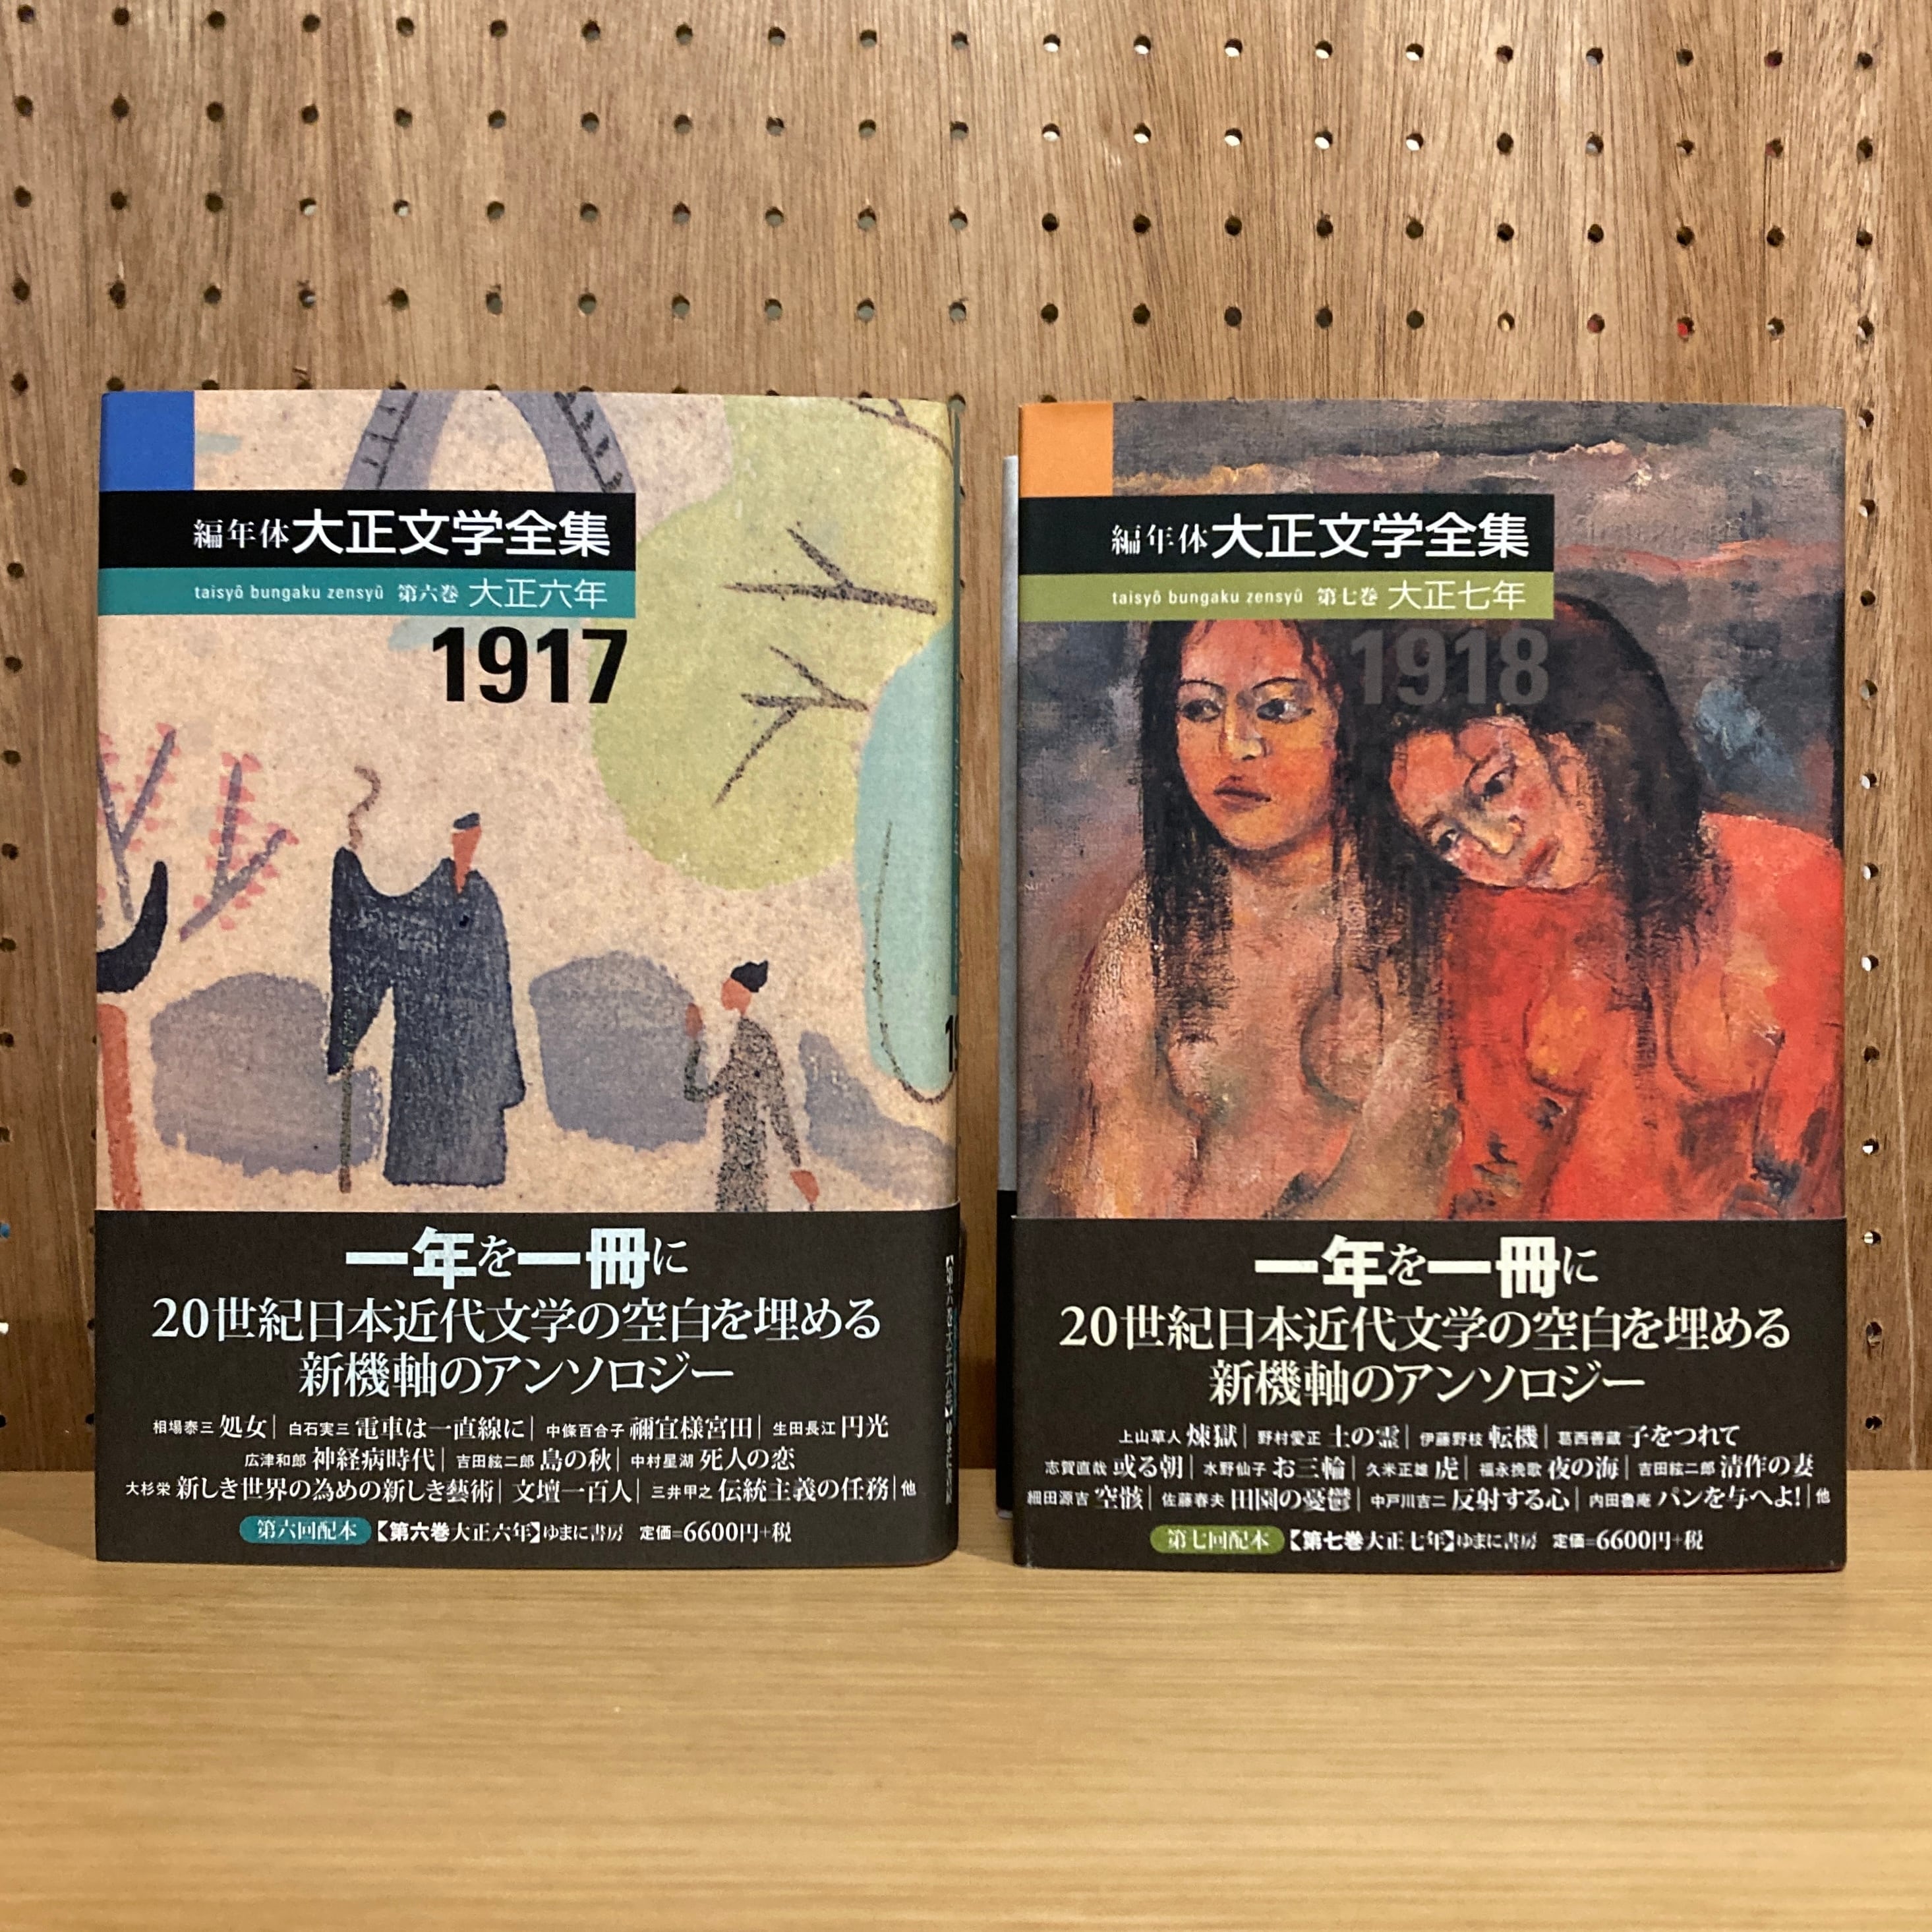 編年体大正文学全集
taisyô bungaku zensyû 第六巻 大正六年
1917
一年を一冊に
20世紀日本近代文学の空白を埋める
新機軸のアンソロジー
相場泰三 処女│白石実三 電車は一直線に│中條百合子 禰宜様宮田│生田長江 円光
広津和郎 神経病時代│吉田絃二郎 島の秋│中村星湖 死人の恋
大杉栄 新しき世界の為めの新しき藝術│文壇一百人│三井甲之 伝統主義の任務│他
第六回配本 【第六巻大正六年】ゆまに書房 定価=6600円+税
編年体大正文学全集
taisyô bungaku zensyû 第七巻 大正七年
1918
一年を一冊に
20世紀日本近代文学の空白を埋める
新機軸のアンソロジー
上山草人 煉獄│野村愛正 土の霊│伊藤野枝 転機│葛西善蔵 子をつれて
志賀直哉 或る朝│水野仙子 お三輪│久米正雄 虎│福永挽歌 夜の海│吉田絃二郎 清作の妻
細田源吉 空骸│佐藤春夫 田園の憂鬱│中戸川吉二 反射する心│内田魯庵 パンを与へよ!│他
第七回配本 【第七巻大正七年】ゆまに書房 定価=6600円+税